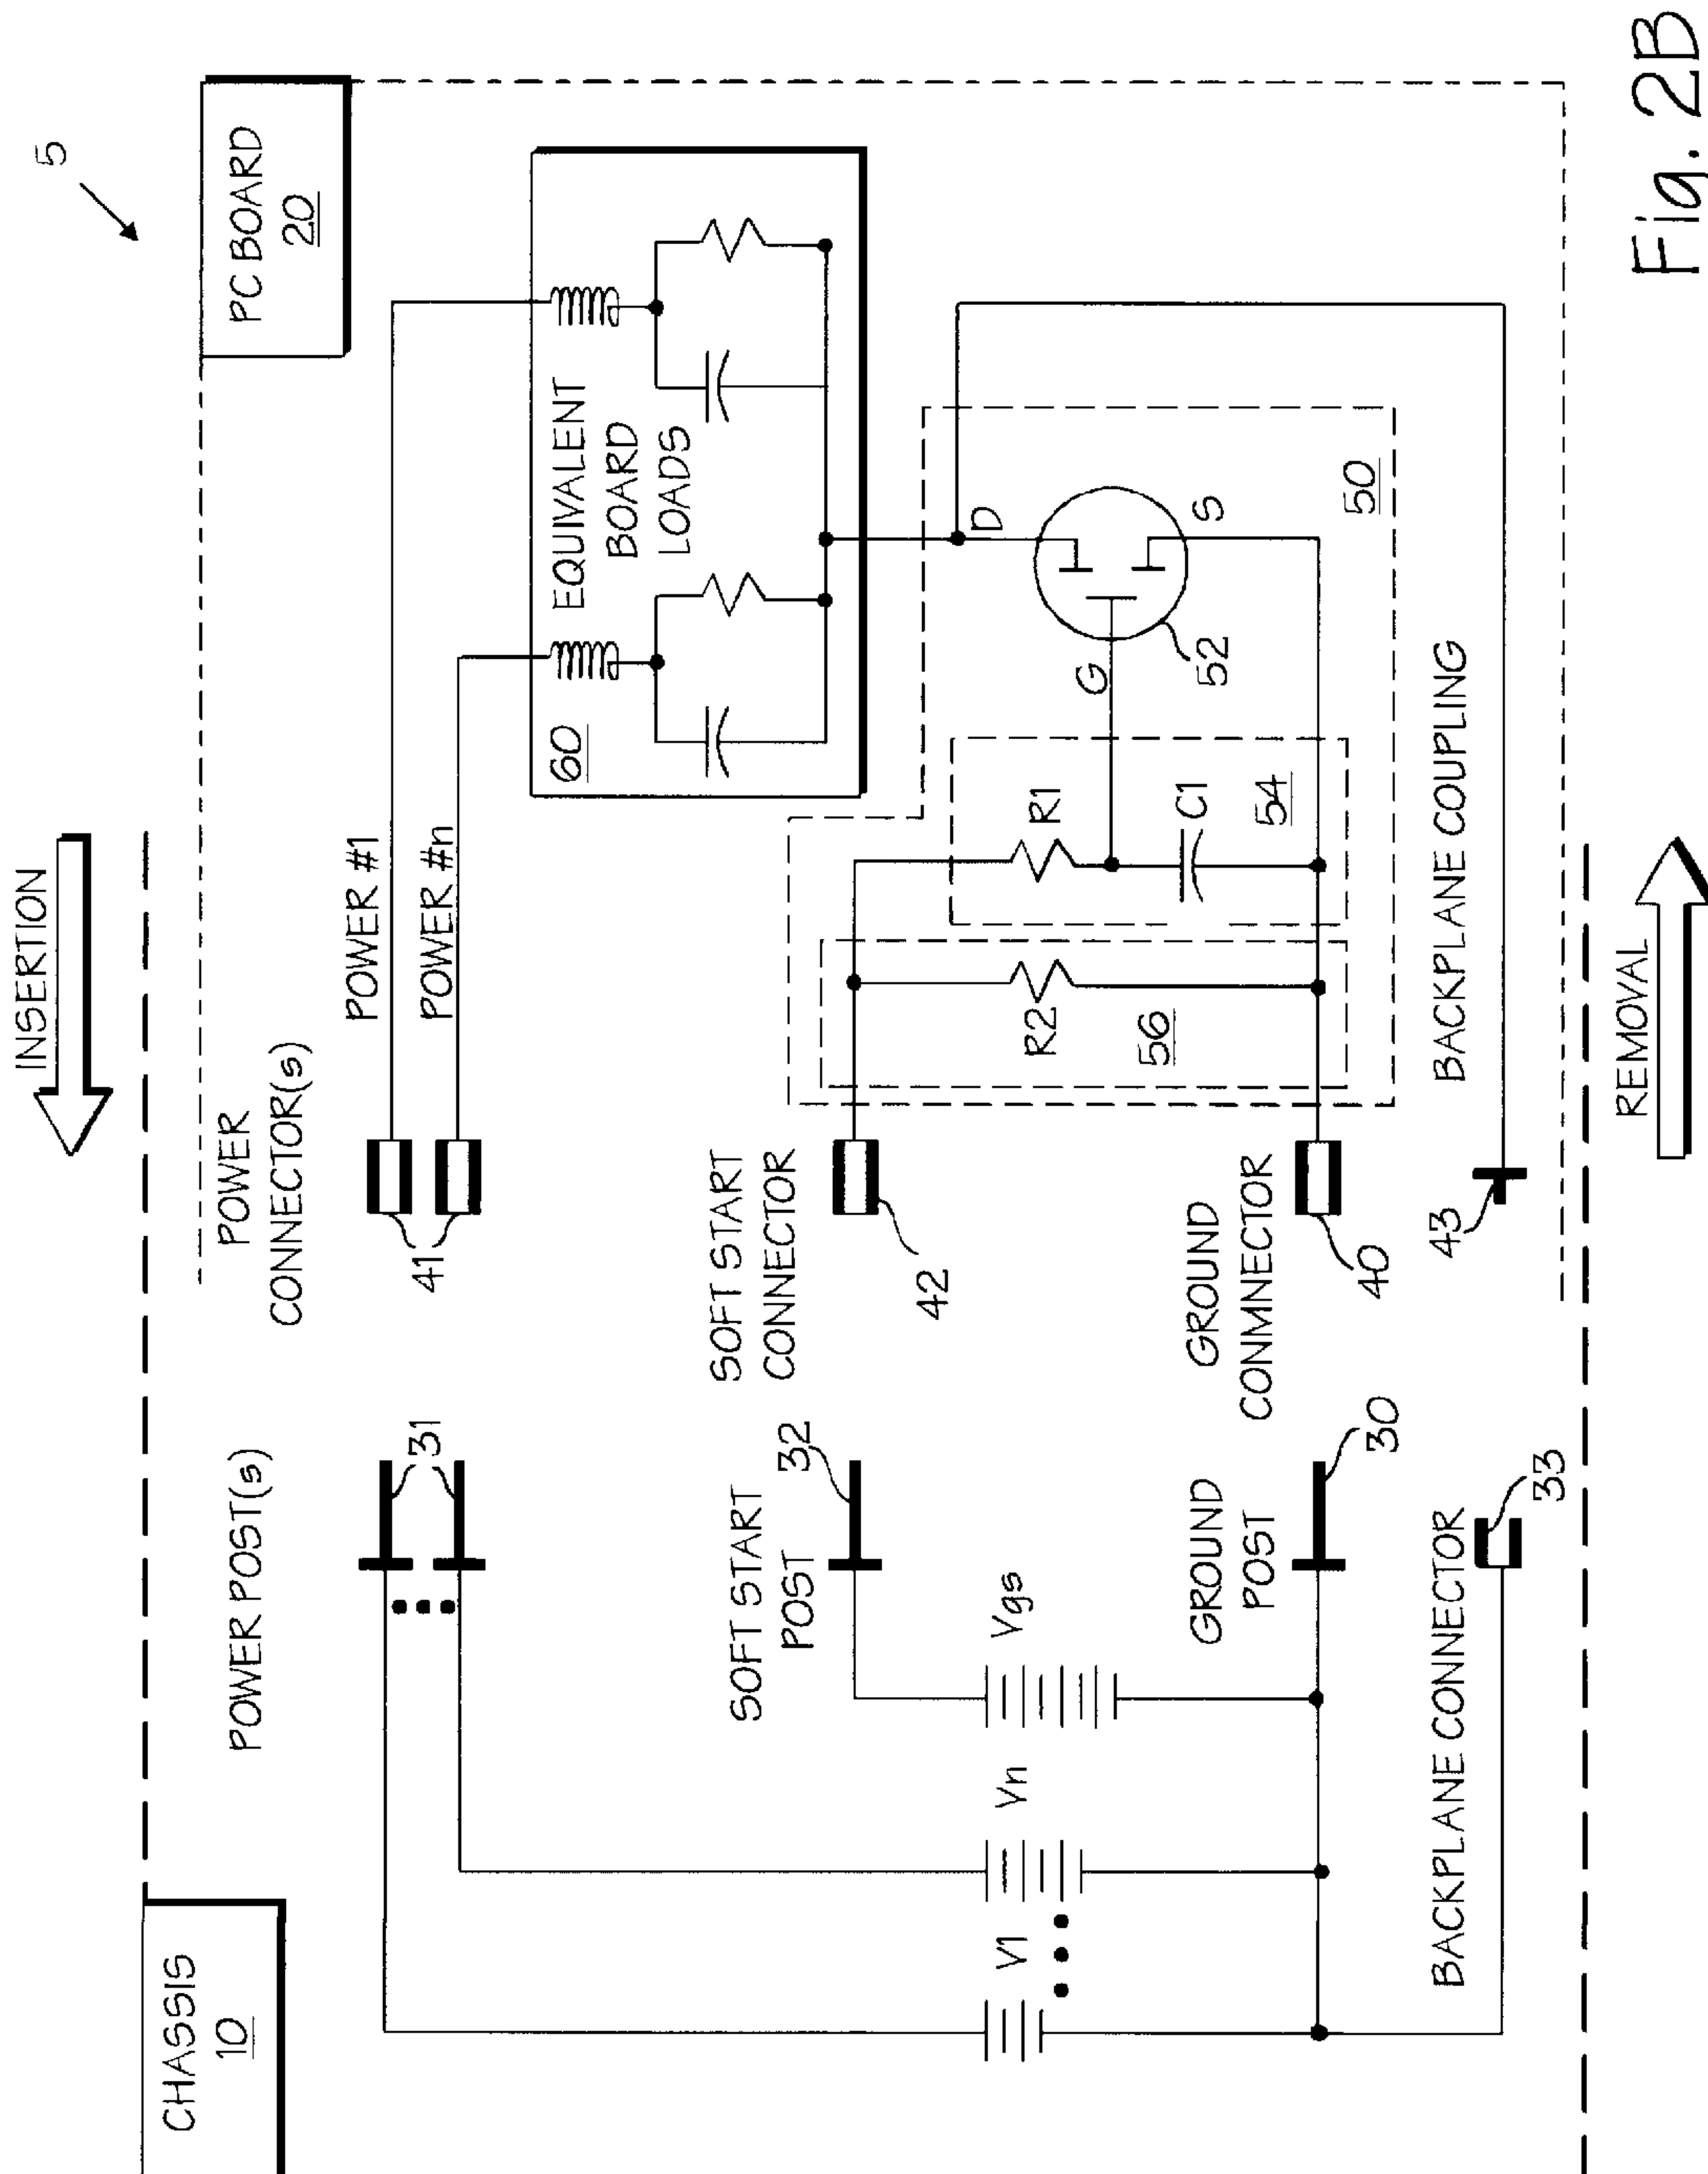 INSERTION
5
CHASSIS
10
PC BOARD
20
POWER POST(s)
POWER
CONNECTOR(s)
31
41
POWER #1
POWER #n
60
EQUIVALENT
BOARD
LOADS
SOFT START
POST
32
SOFT START
CONNECTOR
42
V1
Vn
Vgs
R2
56
R1
C1
54
G
D
S
52
50
GROUND
POST
30
GROUND
CONMNECTOR
40
BACKPLANE CONNECTOR
33
43
BACKPLANE COUPLING
REMOVAL
Fig. 2B